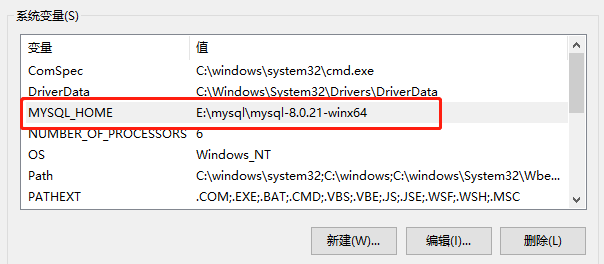 系统变量(S)
变量 值
ComSpec C:\windows\system32\cmd.exe
DriverData C:\Windows\System32\Drivers\DriverData
MYSQL_HOME E:\mysql\mysql-8.0.21-winx64
NUMBER_OF_PROCESSORS 6
OS Windows_NT
Path C:\windows\system32;C:\windows;C:\windows\System32\Wbe...
PATHEXT .COM;.EXE;.BAT;.CMD;.VBS;.VBE;.JS;.JSE;.WSF;.WSH;.MSC
新建(W)... 编辑(I)... 删除(L)